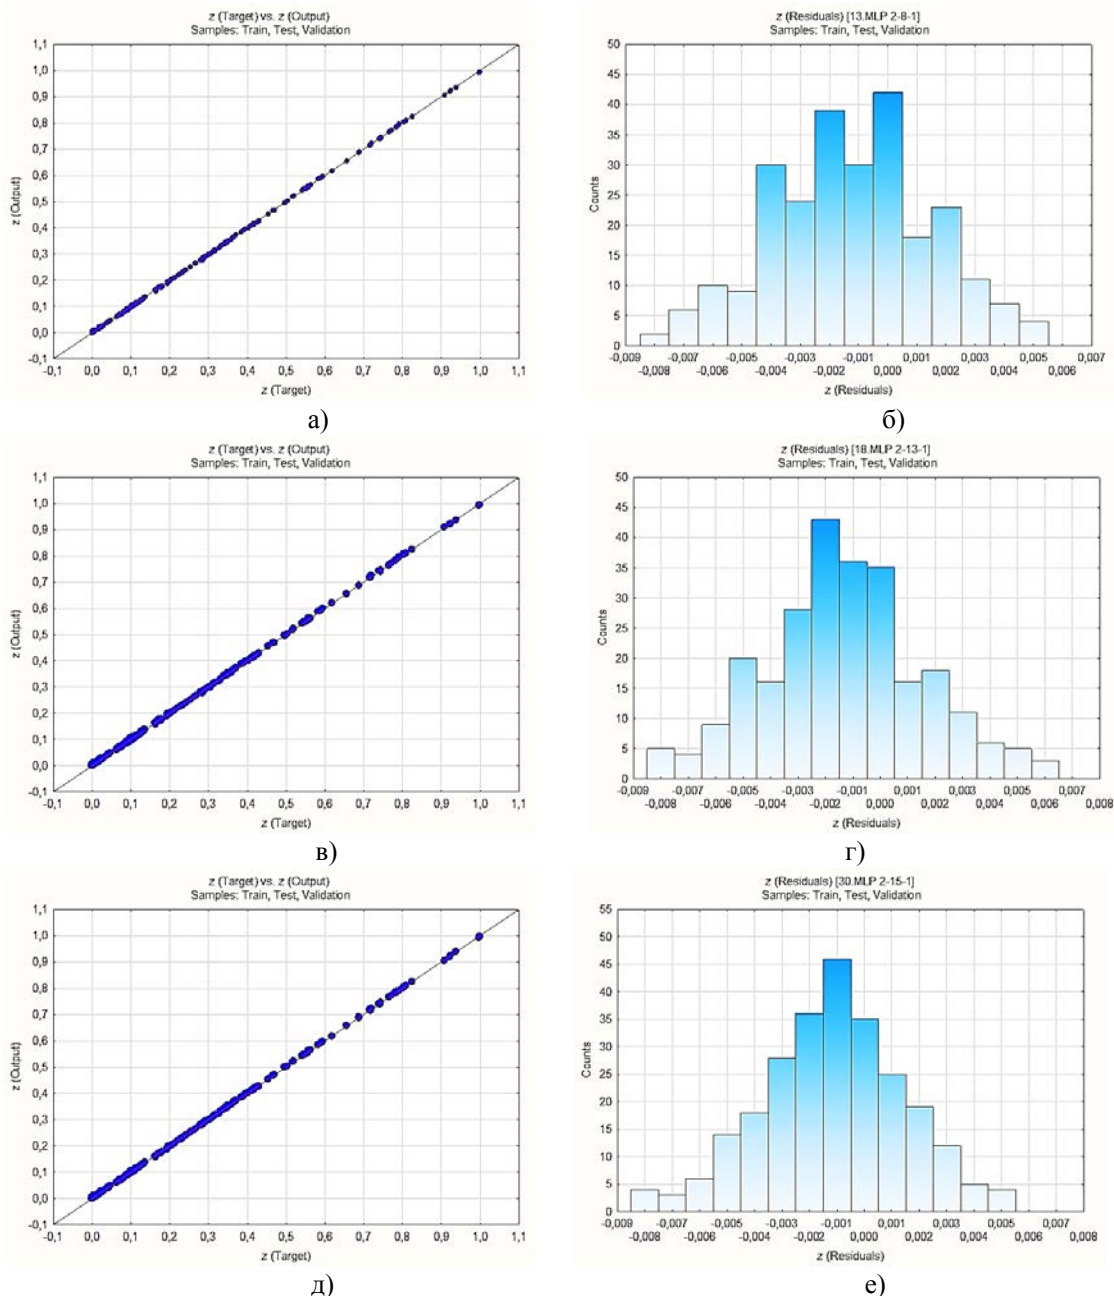 z (Target) vs. z (Output)
Samples: Train, Test, Validation
1,1
1,0
0,9
0,8
0,7
0,6
0,5
0,4
0,3
0,2
0,1
0,0
-0,1
z (Output)
-0,1 0,0 0,1 0,2 0,3 0,4 0,5 0,6 0,7 0,8 0,9 1,0 1,1
z (Target)
а)
z (Residuals) [13.MLP 2-8-1]
Samples: Train, Test, Validation
50
45
40
35
30
25
20
15
10
5
0
Counts
-0,009 -0,007 -0,005 -0,003 -0,001 0,001 0,003 0,005 0,007
-0,008 -0,006 -0,004 -0,002 0,000 0,002 0,004 0,006
z (Residuals)
б)
z (Target) vs. z (Output)
Samples: Train, Test, Validation
1,1
1,0
0,9
0,8
0,7
0,6
0,5
0,4
0,3
0,2
0,1
0,0
-0,1
z (Output)
-0,1 0,0 0,1 0,2 0,3 0,4 0,5 0,6 0,7 0,8 0,9 1,0 1,1
z (Target)
в)
z (Residuals) [18.MLP 2-13-1]
Samples: Train, Test, Validation
50
45
40
35
30
25
20
15
10
5
0
Counts
-0,009 -0,007 -0,005 -0,003 -0,001 0,001 0,003 0,005 0,007
-0,008 -0,006 -0,004 -0,002 0,000 0,002 0,004 0,006 0,008
z (Residuals)
г)
z (Target) vs. z (Output)
Samples: Train, Test, Validation
1,1
1,0
0,9
0,8
0,7
0,6
0,5
0,4
0,3
0,2
0,1
0,0
-0,1
z (Output)
-0,1 0,0 0,1 0,2 0,3 0,4 0,5 0,6 0,7 0,8 0,9 1,0 1,1
z (Target)
д)
z (Residuals) [30.MLP 2-15-1]
Samples: Train, Test, Validation
55
50
45
40
35
30
25
20
15
10
5
0
Counts
-0,009 -0,007 -0,005 -0,003 -0,001 0,001 0,003 0,005 0,007
-0,008 -0,006 -0,004 -0,002 0,000 0,002 0,004 0,006 0,008
z (Residuals)
е)